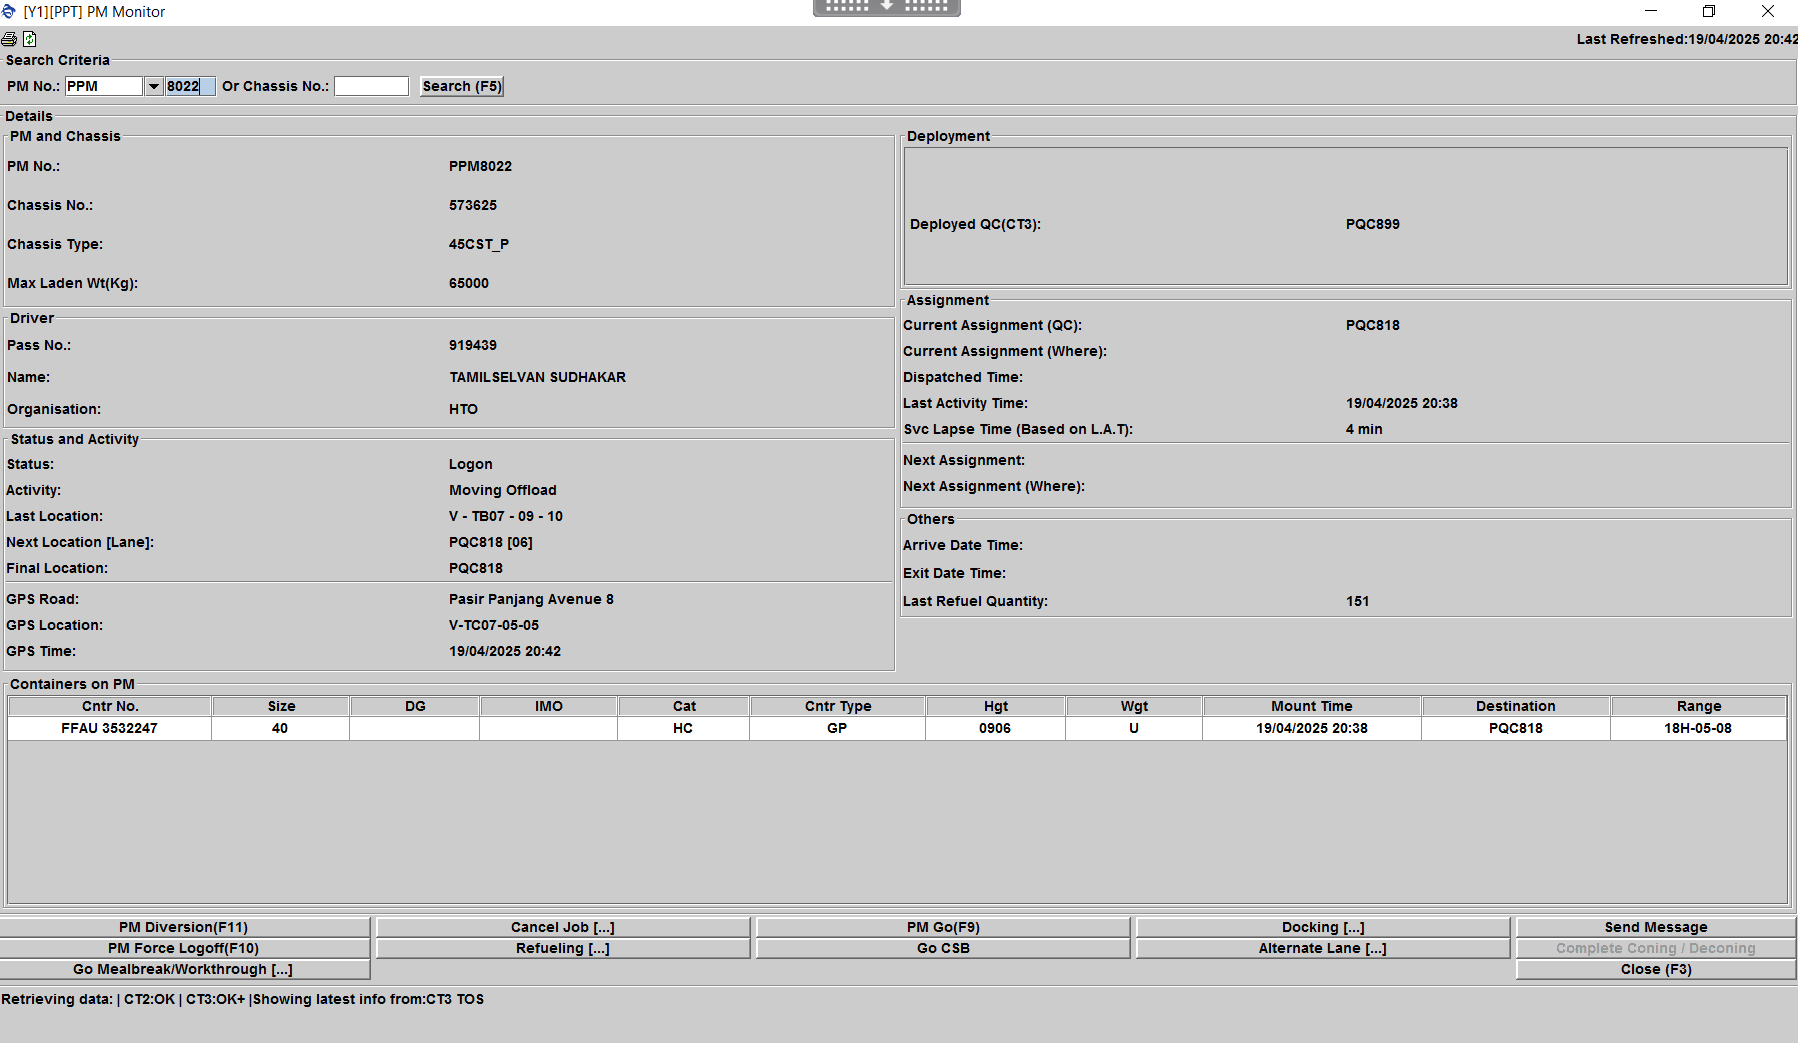 [Y1][PPT] PM Monitor
Last Refreshed:19/04/2025 20:42
Search Criteria
PM No.: PPM 8022 Or Chassis No.: Search (F5)
Details
PM and Chassis
PM No.: PPM8022
Chassis No.: 573625
Chassis Type: 45CST_P
Max Laden Wt(Kg): 65000
Driver
Pass No.: 919439
Name: TAMILSELVAN SUDHAKAR
Organisation: HTO
Status and Activity
Status: Logon
Activity: Moving Offload
Last Location: V - TB07 - 09 - 10
Next Location [Lane]: PQC818 [06]
Final Location: PQC818
GPS Road: Pasir Panjang Avenue 8
GPS Location: V-TC07-05-05
GPS Time: 19/04/2025 20:42
Deployment
Deployed QC(CT3): PQC899
Assignment
Current Assignment (QC): PQC818
Current Assignment (Where):
Dispatched Time:
Last Activity Time: 19/04/2025 20:38
Svc Lapse Time (Based on L.A.T): 4 min
Next Assignment:
Next Assignment (Where):
Others
Arrive Date Time:
Exit Date Time:
Last Refuel Quantity: 151
Containers on PM
Cntr No. Size DG IMO Cat Cntr Type Hgt Wgt Mount Time Destination Range
FFAU 3532247 40 HC GP 0906 U 19/04/2025 20:38 PQC818 18H-05-08
PM Diversion(F11) Cancel Job [...] PM Go(F9) Docking [...] Send Message
PM Force Logoff(F10) Refueling [...] Go CSB Alternate Lane [...] Complete Coning / Deconing
Go Mealbreak/Workthrough [...] Close (F3)
Retrieving data: | CT2:OK | CT3:OK+ |Showing latest info from:CT3 TOS